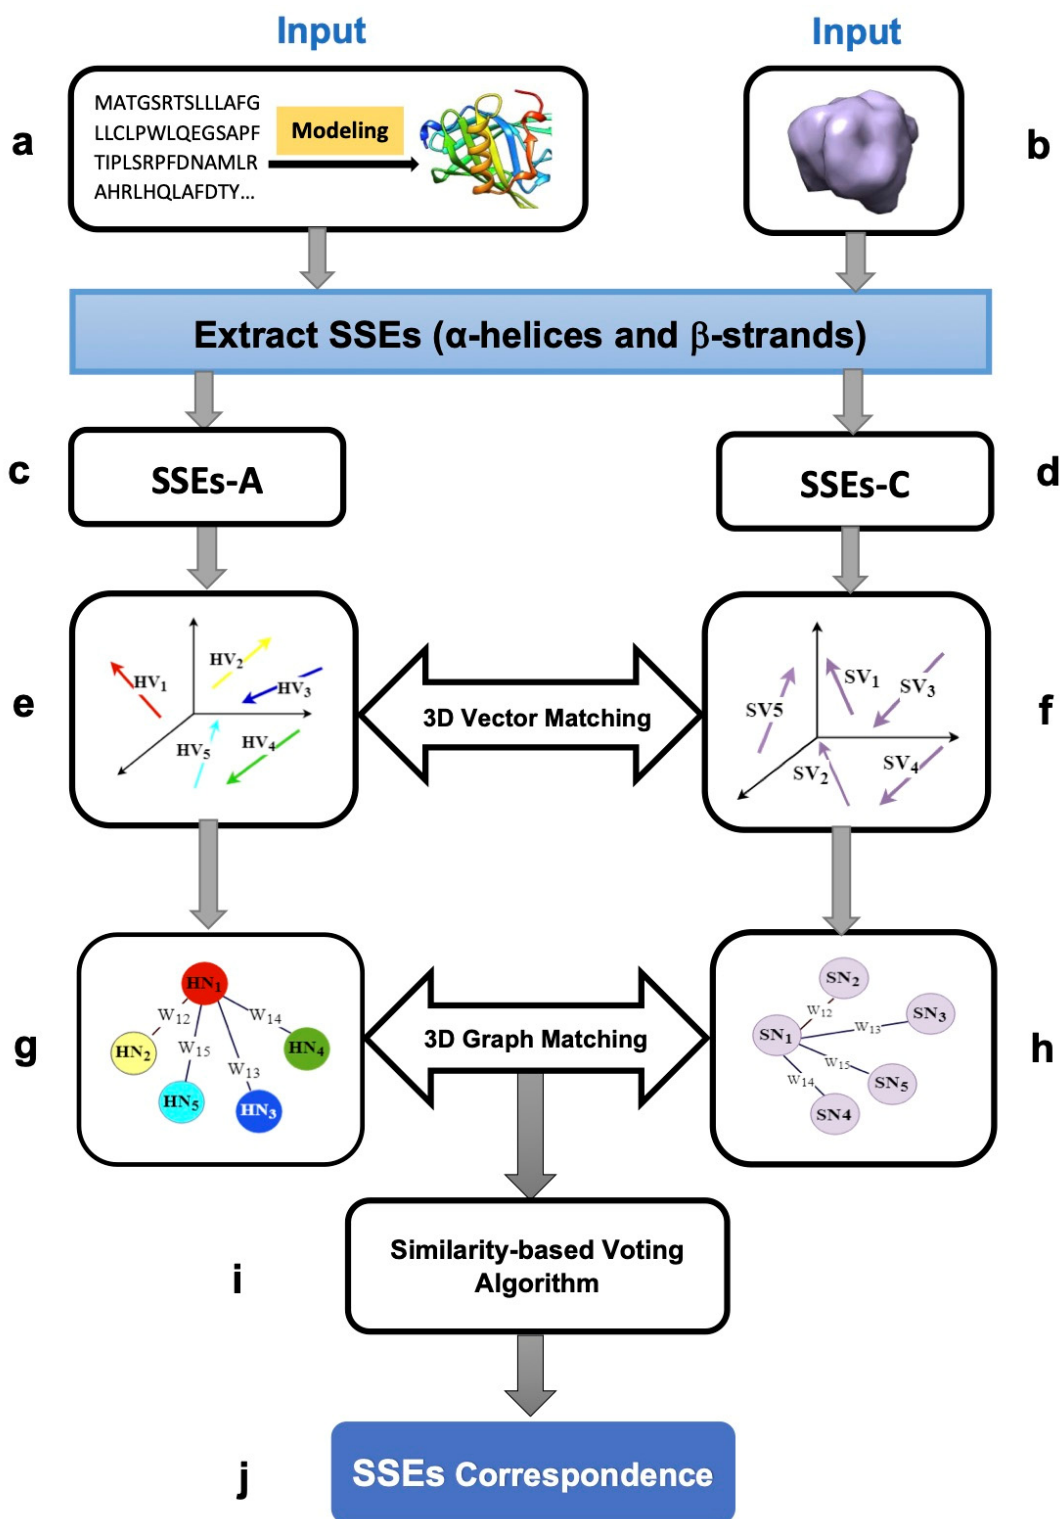 Input
Input
a
MATGSRTSLLLAFG
LLCLPWLQEGSAPF
TIPLSRPFDNAMLR
AHRLHQLAFDTY...
Modeling
b
Extract SSEs (α-helices and β-strands)
c
SSEs-A
SSEs-C
d
e
HV1
HV2
HV3
HV4
HV5
3D Vector Matching
SV1
SV3
SV5
SV2
SV4
f
g
HN1
W12
W14
W15
W13
HN2
HN4
HN5
HN3
3D Graph Matching
SN2
W12
SN3
W13
SN1
W15
W14
SN5
SN4
h
i
Similarity-based Voting
Algorithm
j
SSEs Correspondence